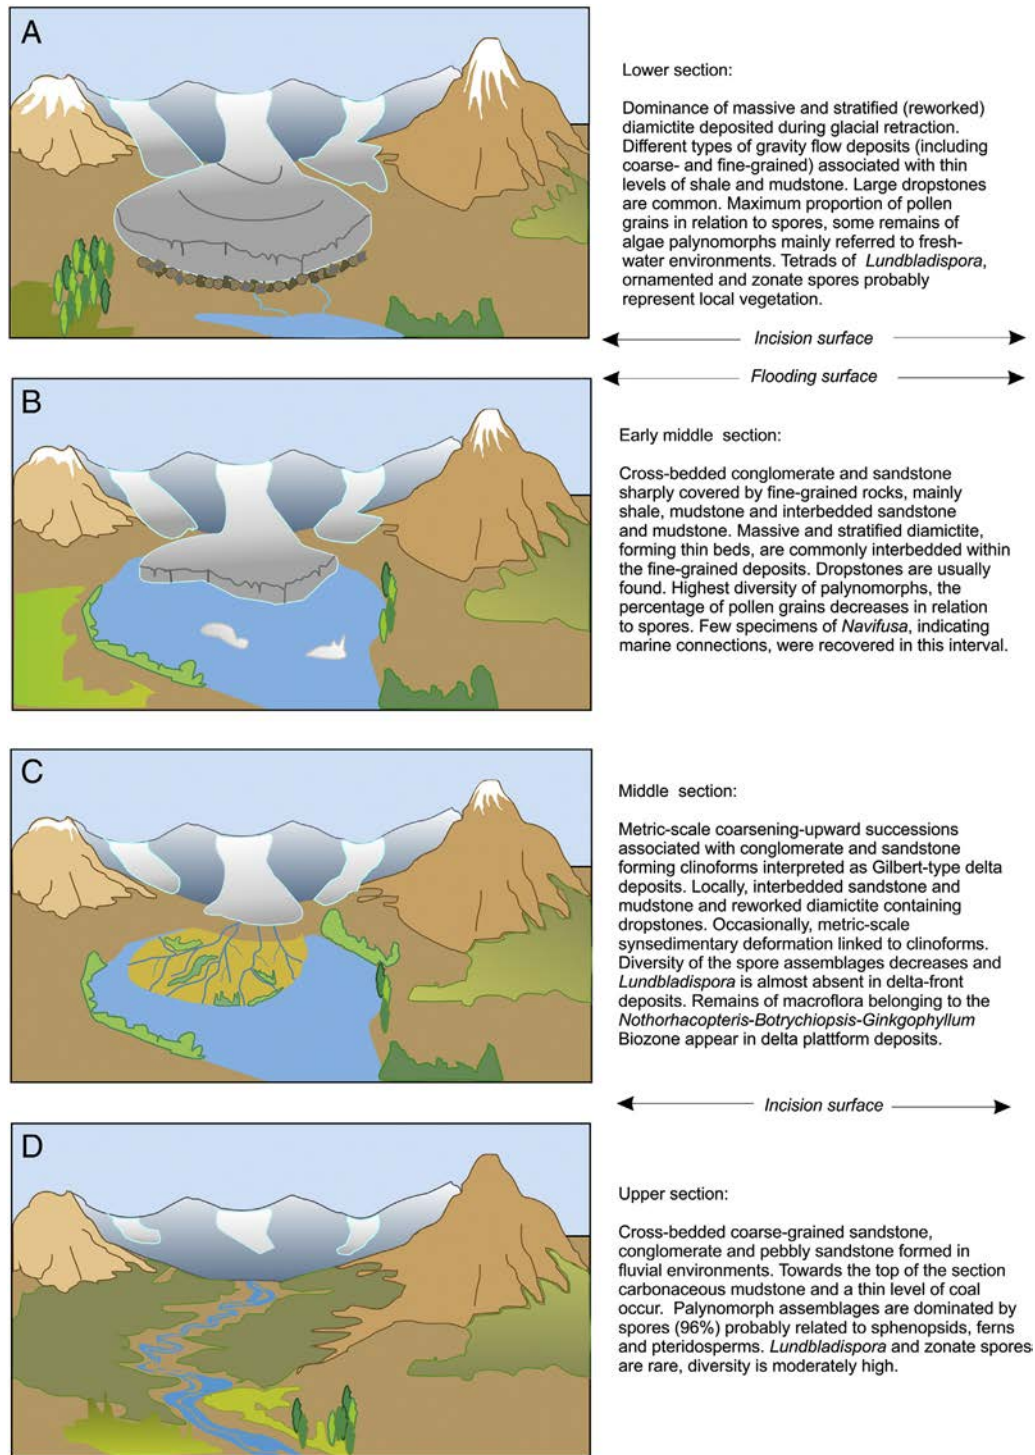 A
Lower section:
Dominance of massive and stratified (reworked)
diamictite deposited during glacial retraction.
Different types of gravity flow deposits (including
coarse- and fine-grained) associated with thin
levels of shale and mudstone. Large dropstones
are common. Maximum proportion of pollen
grains in relation to spores, some remains of
algae palynomorphs mainly referred to fresh-
water environments. Tetrads of Lundbladispora,
ornamented and zonate spores probably
represent local vegetation.
Incision surface
Flooding surface
B
Early middle section:
Cross-bedded conglomerate and sandstone
sharply covered by fine-grained rocks, mainly
shale, mudstone and interbedded sandstone
and mudstone. Massive and stratified diamictite,
forming thin beds, are commonly interbedded within
the fine-grained deposits. Dropstones are usually
found. Highest diversity of palynomorphs, the
percentage of pollen grains decreases in relation
to spores. Few specimens of Navifusa, indicating
marine connections, were recovered in this interval.
C
Middle section:
Metric-scale coarsening-upward successions
associated with conglomerate and sandstone
forming clinoforms interpreted as Gilbert-type delta
deposits. Locally, interbedded sandstone and
mudstone and reworked diamictite containing
dropstones. Occasionally, metric-scale
synsedimentary deformation linked to clinoforms.
Diversity of the spore assemblages decreases and
Lundbladispora is almost absent in delta-front
deposits. Remains of macroflora belonging to the
Nothorhacopteris-Botrychiopsis-Ginkgophyllum
Biozone appear in delta plattform deposits.
Incision surface
D
Upper section:
Cross-bedded coarse-grained sandstone,
conglomerate and pebbly sandstone formed in
fluvial environments. Towards the top of the section
carbonaceous mudstone and a thin level of coal
occur. Palynomorph assemblages are dominated by
spores (96%) probably related to sphenopsids, ferns
and pteridosperms. Lundbladispora and zonate spores
are rare, diversity is moderately high.